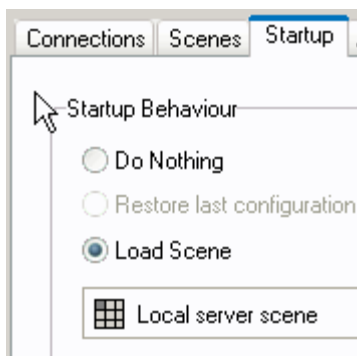 Connections Scenes Startup
Startup Behaviour
Do Nothing
Restore last configuration
Load Scene
Local server scene